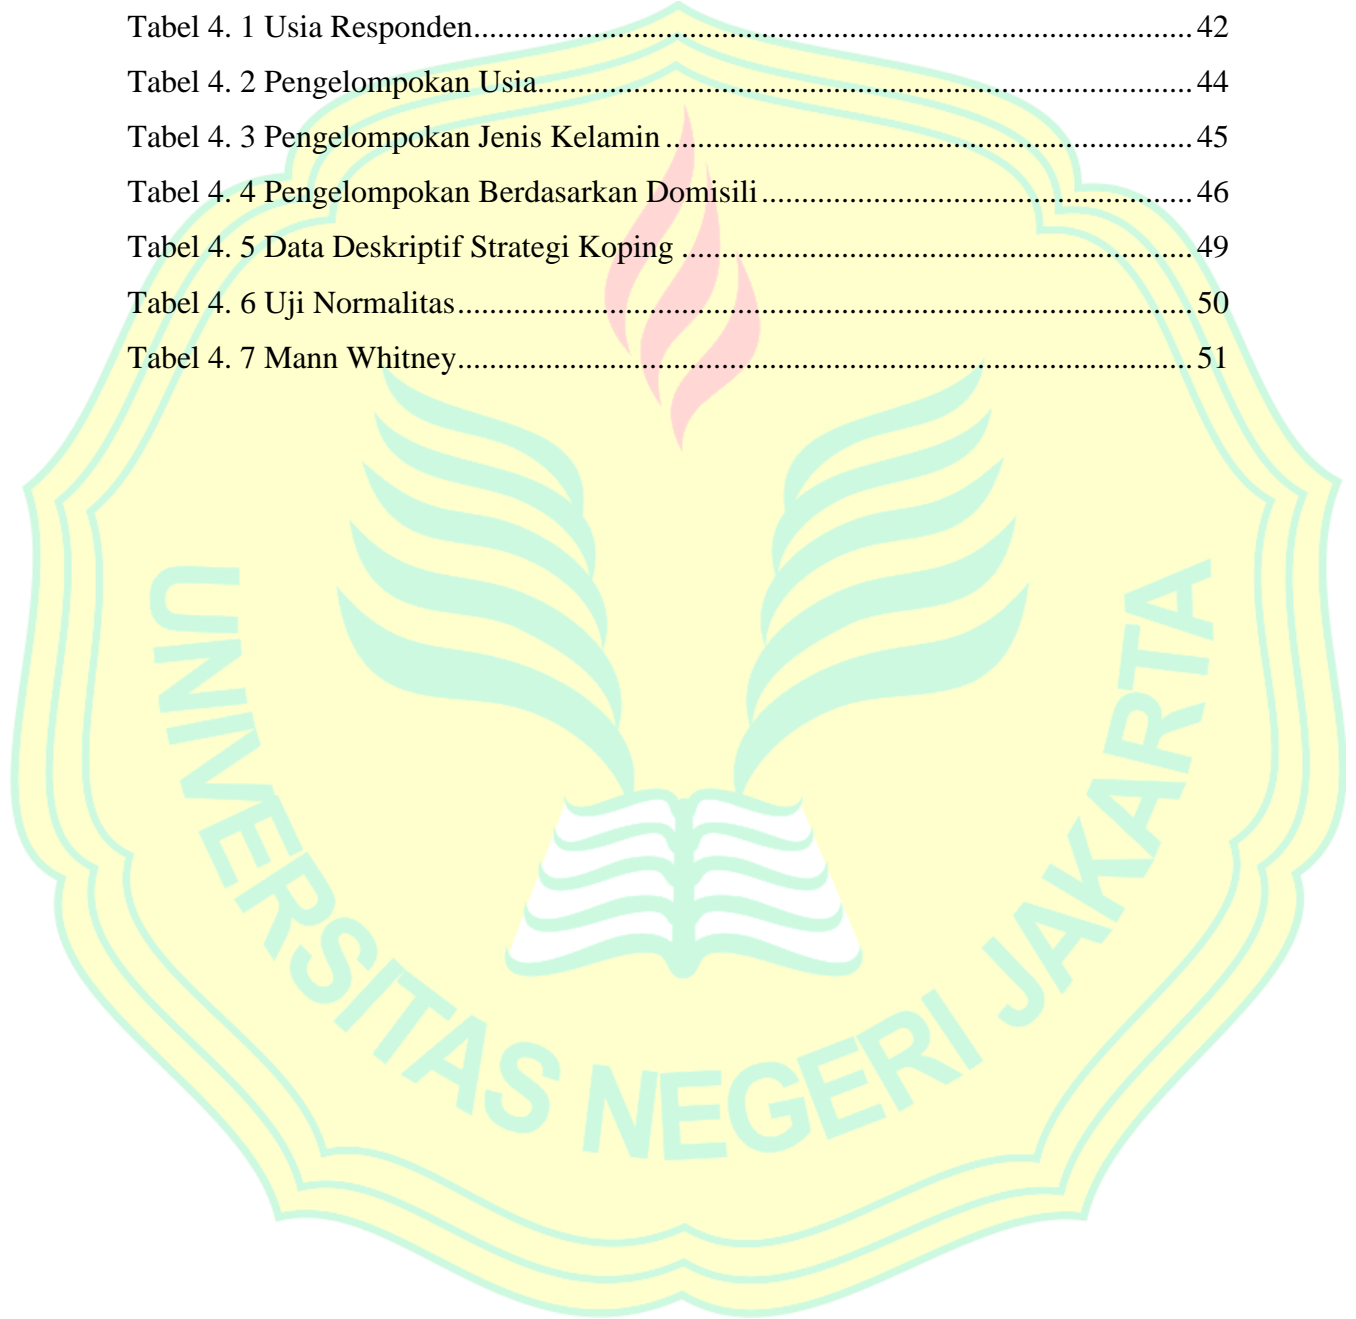 Tabel 4. 1 Usia Responden.......................................................................................... 42
Tabel 4. 2 Pengelompokan Usia.................................................................................. 44
Tabel 4. 3 Pengelompokan Jenis Kelamin .................................................................. 45
Tabel 4. 4 Pengelompokan Berdasarkan Domisili ...................................................... 46
Tabel 4. 5 Data Deskriptif Strategi Koping ................................................................ 49
Tabel 4. 6 Uji Normalitas............................................................................................ 50
Tabel 4. 7 Mann Whitney............................................................................................ 51
UNIVERSITAS NEGERI JAKARTA